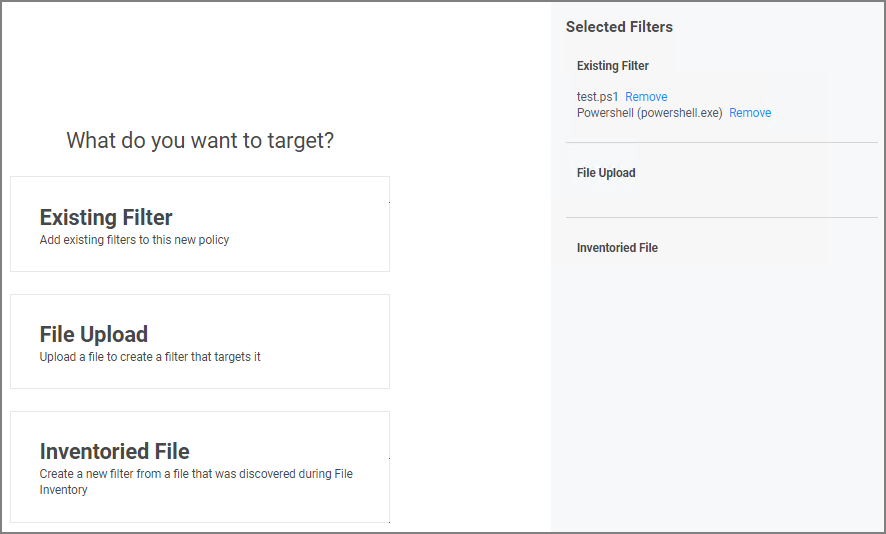 What do you want to target?
Existing Filter
Add existing filters to this new policy
File Upload
Upload a file to create a filter that targets it
Inventoried File
Create a new filter from a file that was discovered during File
Inventory
Selected Filters
Existing Filter
test.ps1 Remove
Powershell (powershell.exe) Remove
File Upload
Inventoried File